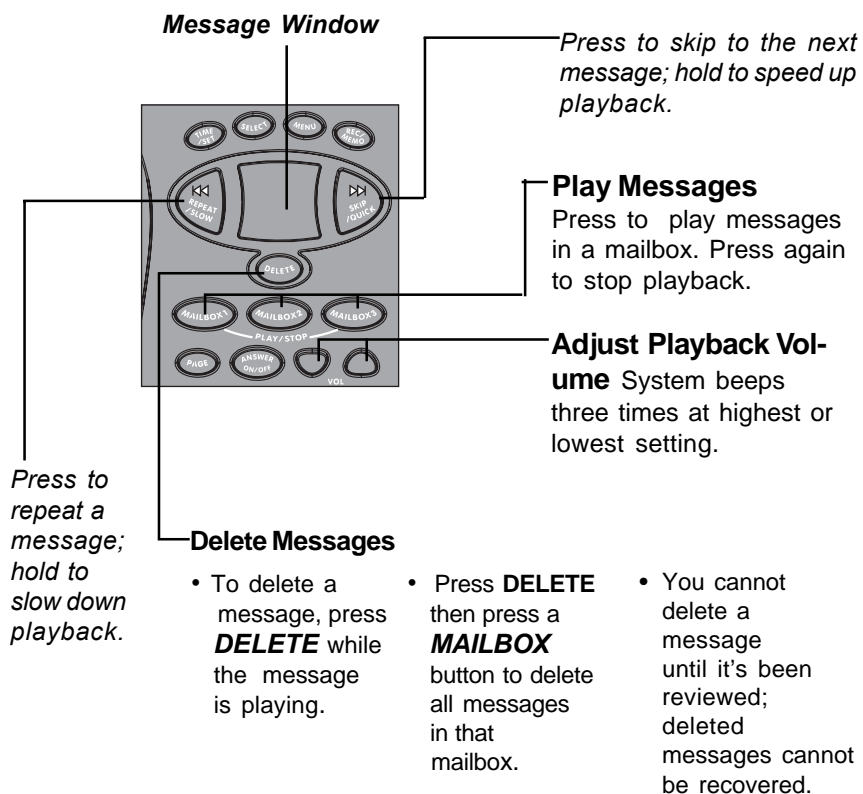 Message Window
Press to skip to the next
message; hold to speed up
playback.
TIME
/SET
SELECT
MENU
REC/
MEMO
REPEAT
/SLOW
SKIP
/QUICK
DELETE
MAILBOX1
MAILBOX2
MAILBOX3
PLAY/STOP
PAGE
ANSWER
ON/OFF
VOL
Play Messages
Press to play messages
in a mailbox. Press again
to stop playback.
Adjust Playback Vol-
ume System beeps
three times at highest or
lowest setting.
Press to
repeat a
message;
hold to
slow down
playback.
Delete Messages
• To delete a
message, press
DELETE while
the message
is playing.
• Press DELETE
then press a
MAILBOX
button to delete
all messages
in that
mailbox.
• You cannot
delete a
message
until it's been
reviewed;
deleted
messages cannot
be recovered.